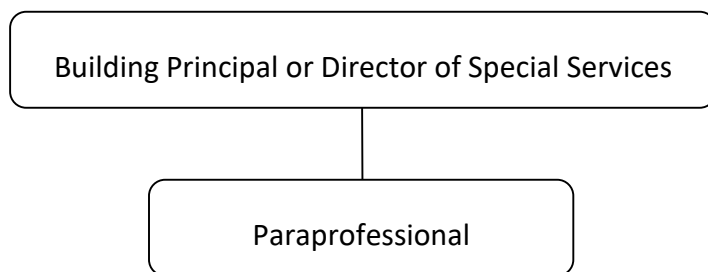 Building Principal or Director of Special Services
Paraprofessional